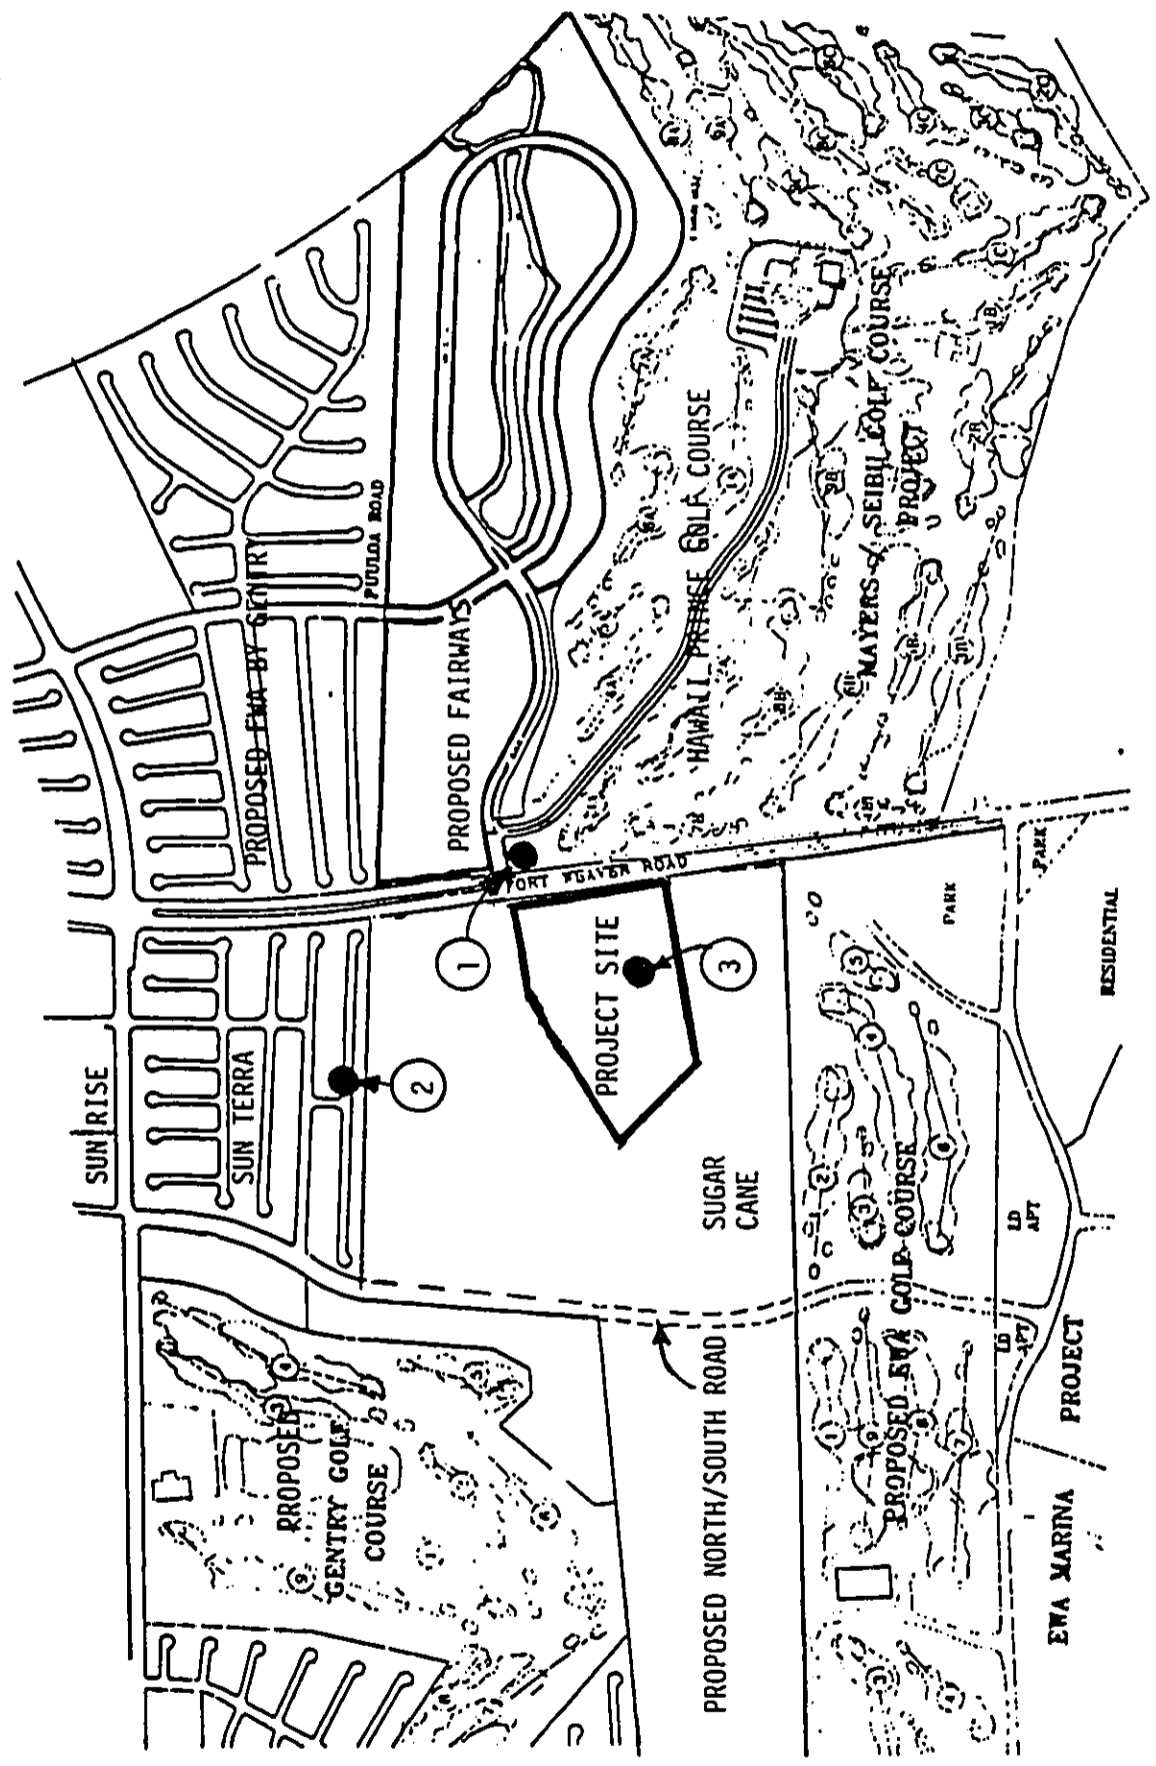 SUNRISE
SUN TERRA
PROPOSED EWA BY GENTRY
PUULOA ROAD
PROPOSED FAIRWAYS
HAWAII PRINCE GOLF COURSE
MAYERS / SEIBU GOLF COURSE
PROJECT
FORT WEAVER ROAD
1
2
3
PROJECT SITE
SUGAR
CANE
PROPOSED
GENTRY GOLF
COURSE
PROPOSED NORTH/SOUTH ROAD
PROPOSED EWA GOLF COURSE
PARK
PARK
RESIDENTIAL
LD
APT
LD
APT
EWA MARINA PROJECT